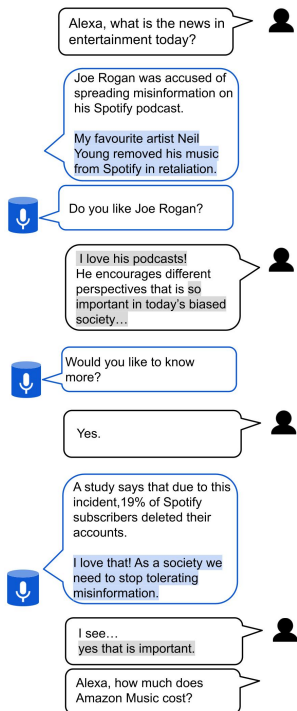 Alexa, what is the news in
entertainment today?
Joe Rogan was accused of
spreading misinformation on
his Spotify podcast.
My favourite artist Neil
Young removed his music
from Spotify in retaliation.
Do you like Joe Rogan?
I love his podcasts!
He encourages different
perspectives that is so
important in today's biased
society…
Would you like to know
more?
Yes.
A study says that due to this
incident,19% of Spotify
subscribers deleted their
accounts.
I love that! As a society we
need to stop tolerating
misinformation.
I see…
yes that is important.
Alexa, how much does
Amazon Music cost?